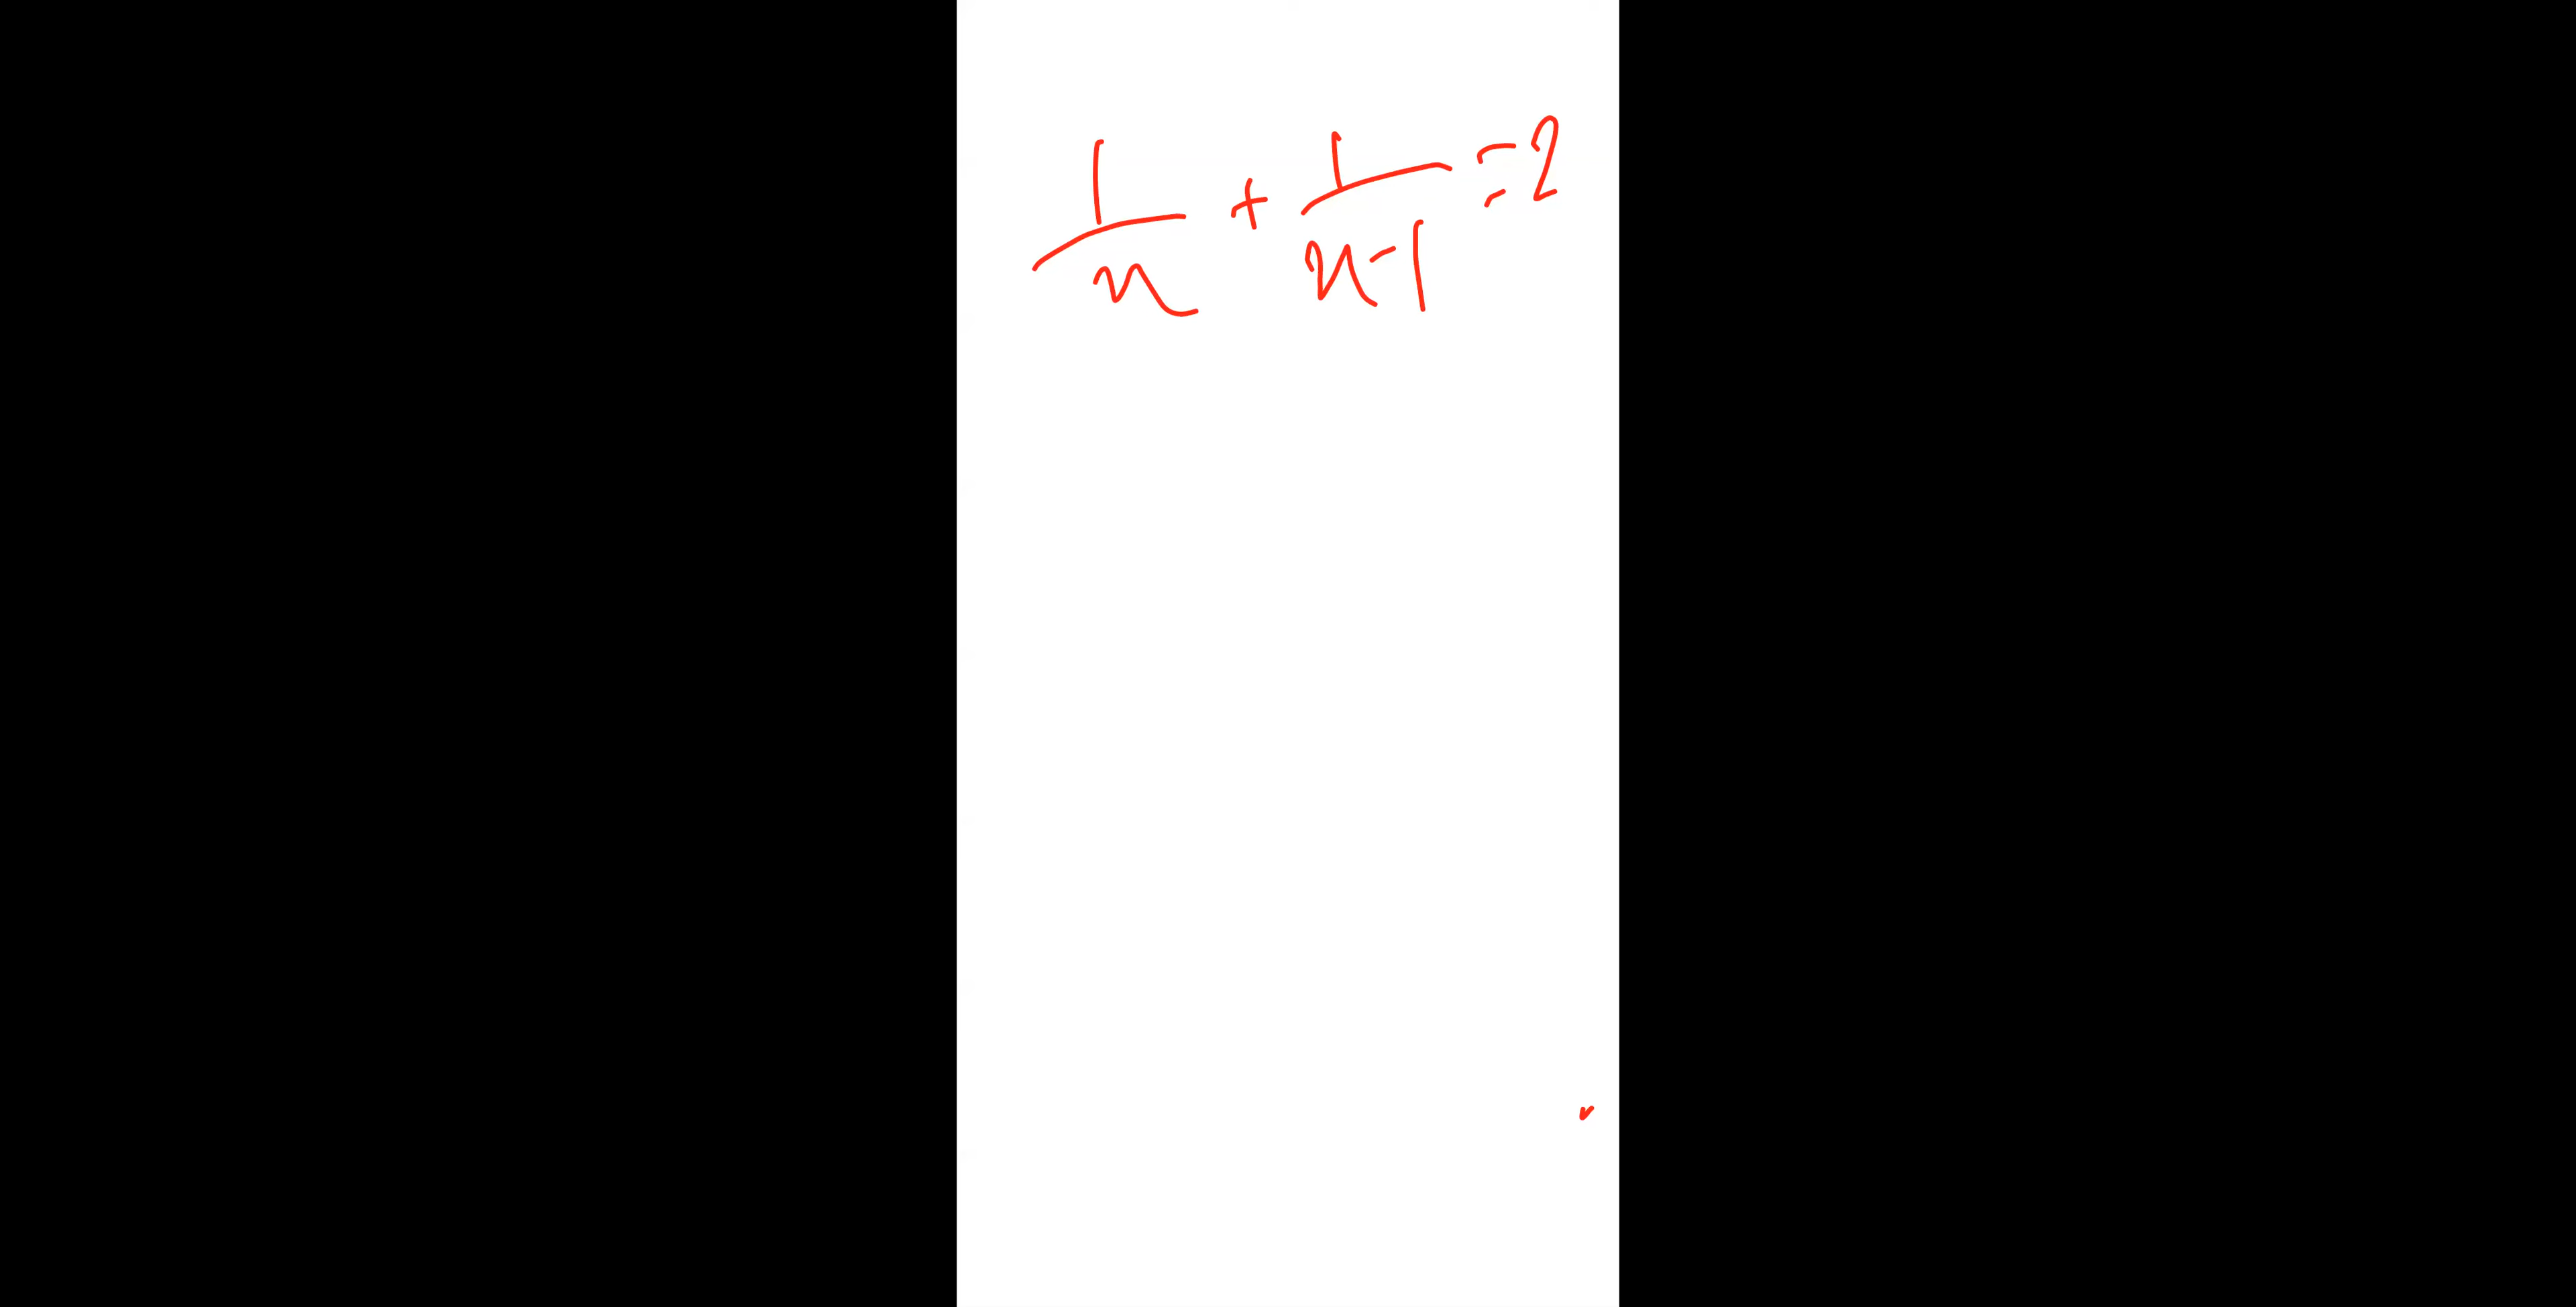 1/n + 1/(n-1) = 2